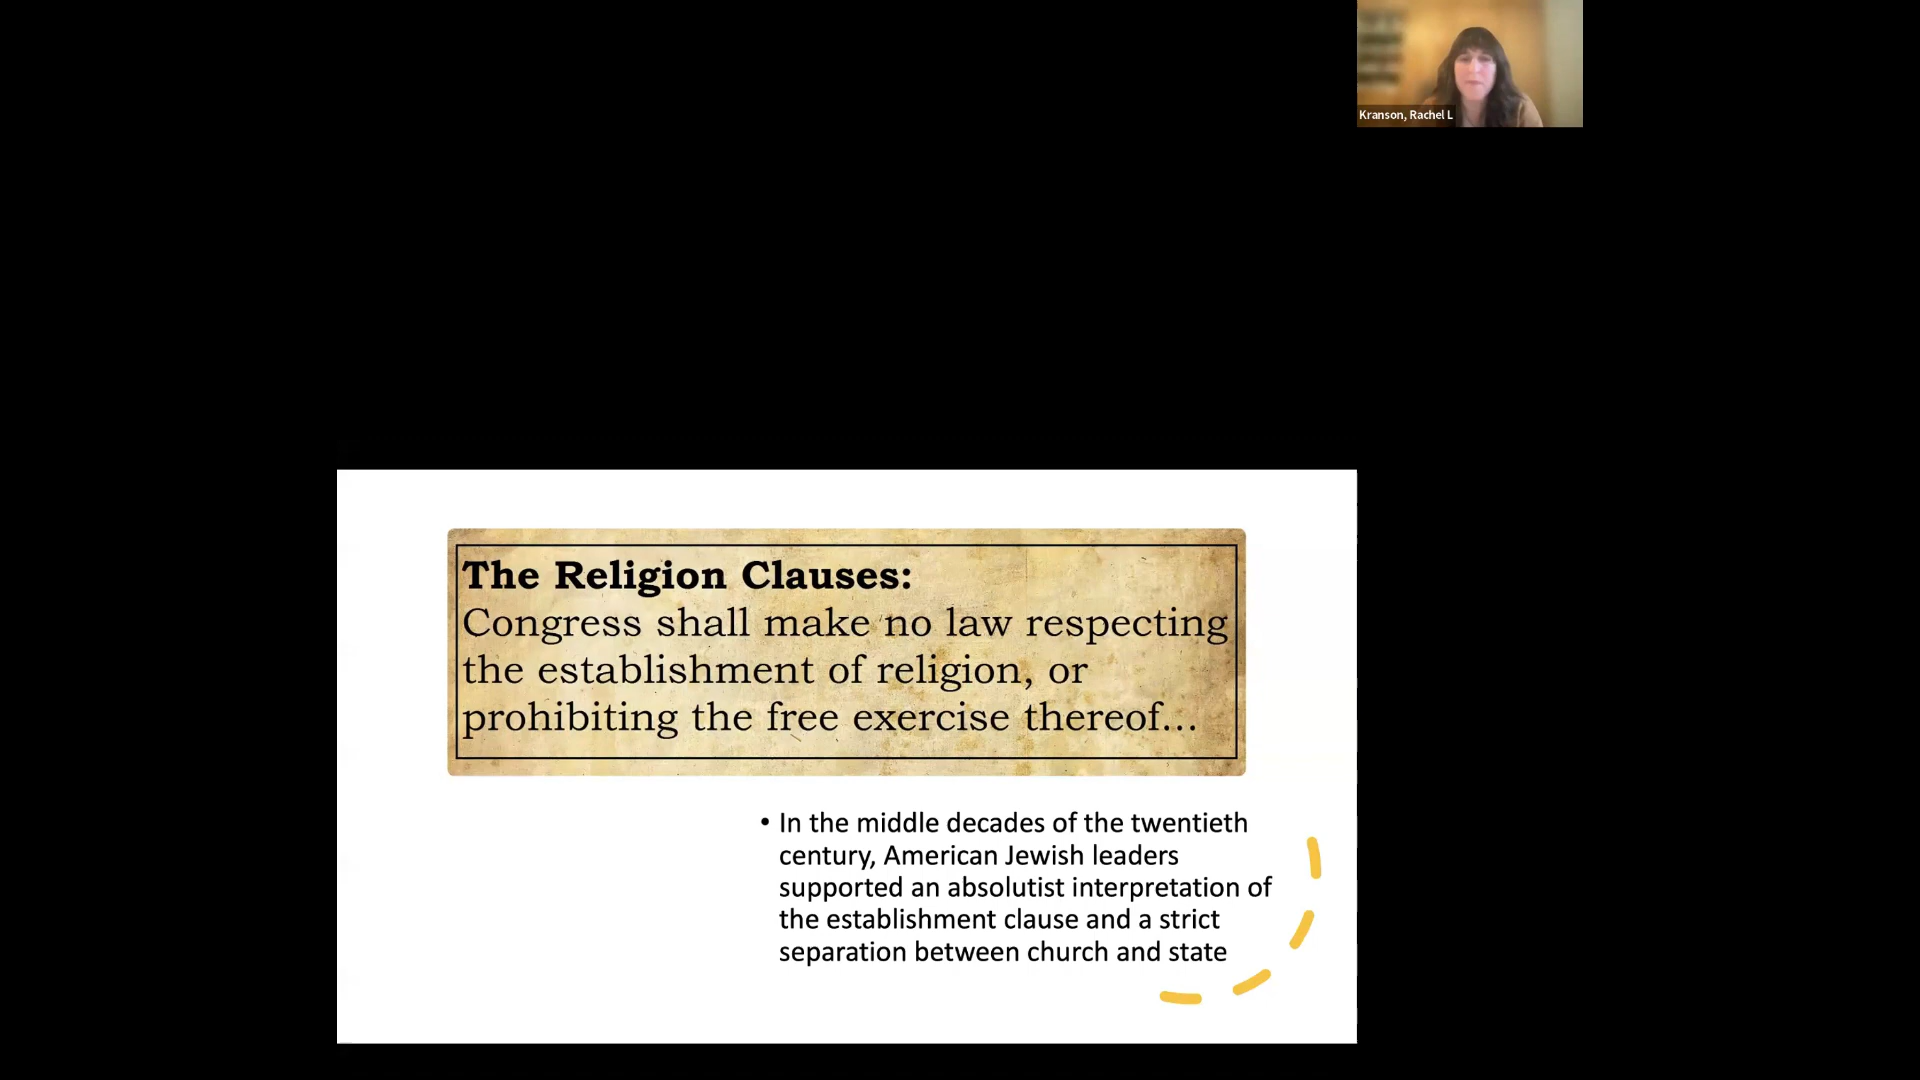 Kranson, Rachel L
The Religion Clauses:
Congress shall make no law respecting
the establishment of religion, or
prohibiting the free exercise thereof...
• In the middle decades of the twentieth
century, American Jewish leaders
supported an absolutist interpretation of
the establishment clause and a strict
separation between church and state